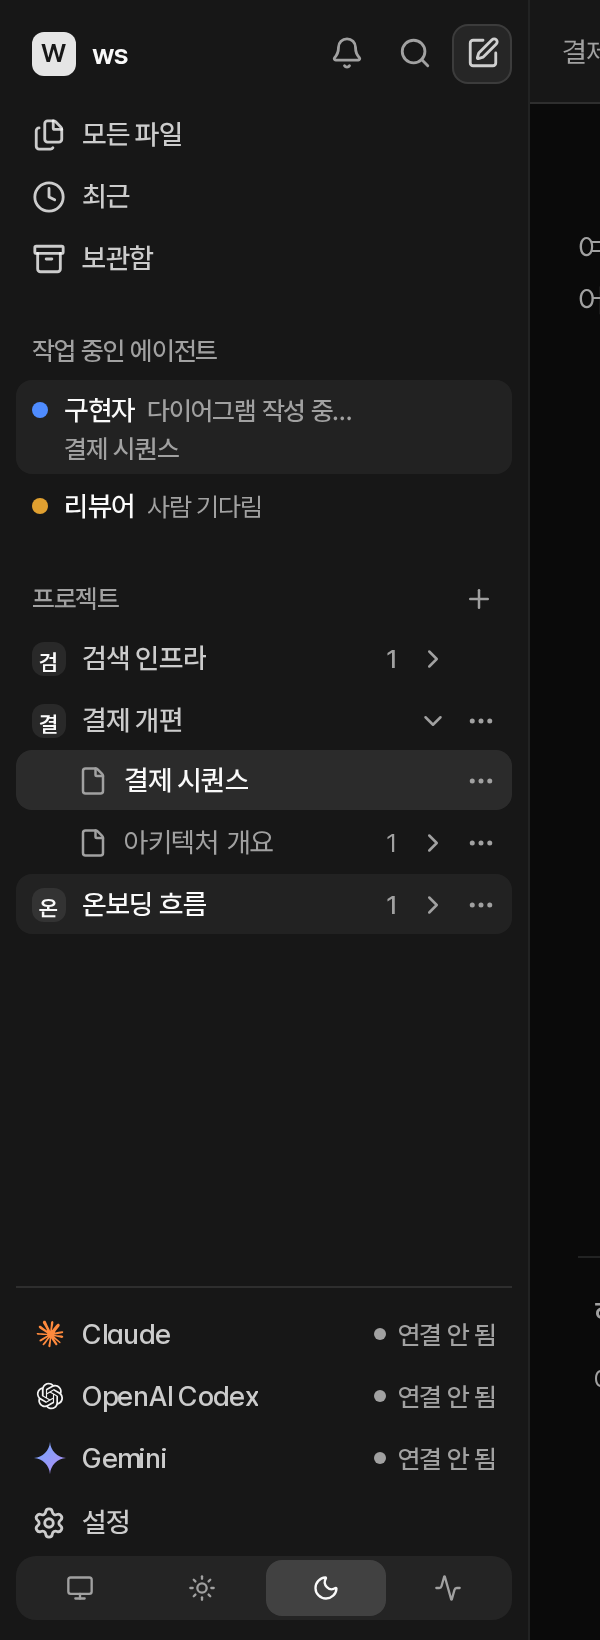 W ws
모든 파일
최근
보관함
작업 중인 에이전트
구현자 다이어그램 작성 중...
결제 시퀀스
리뷰어 사람 기다림
프로젝트
검 검색 인프라 1
결 결제 개편
결제 시퀀스
아키텍처 개요 1
온 온보딩 흐름 1
Claude 연결 안 됨
OpenAI Codex 연결 안 됨
Gemini 연결 안 됨
설정